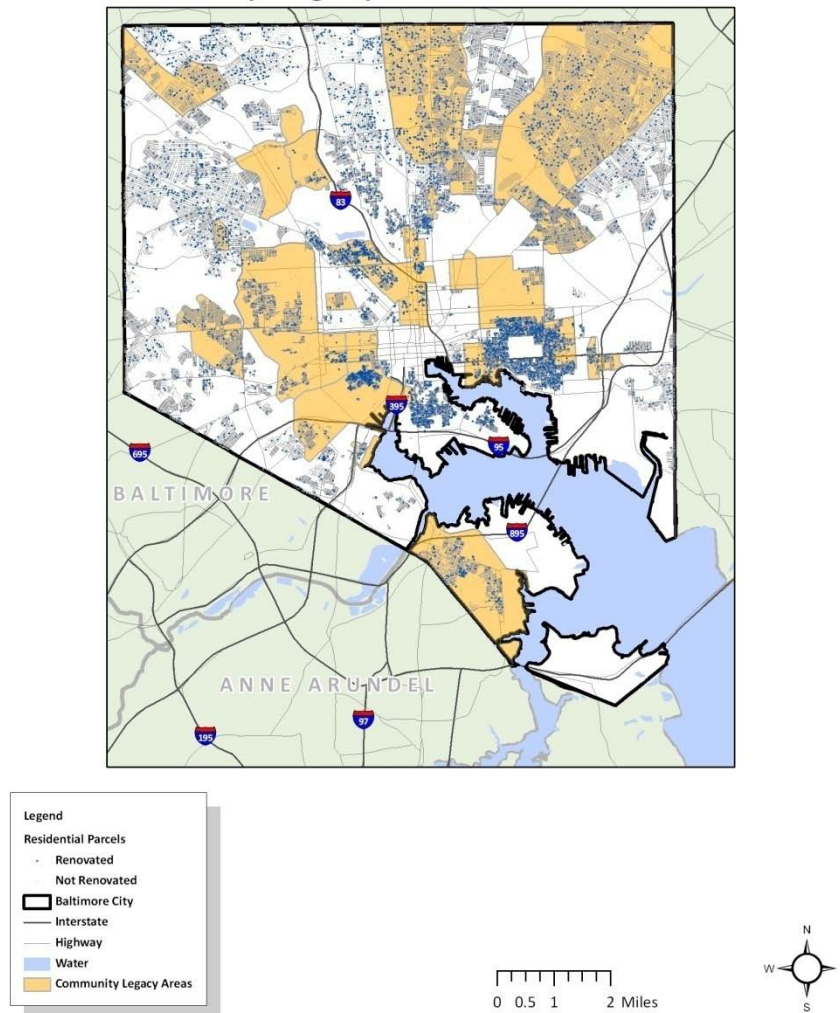 83
395
95
695
BALTIMORE
895
ANNE ARUNDEL
97
195
Legend
Residential Parcels
Renovated
Not Renovated
Baltimore City
Interstate
Highway
Water
Community Legacy Areas
0 0.5 1 2 Miles
N
W
S